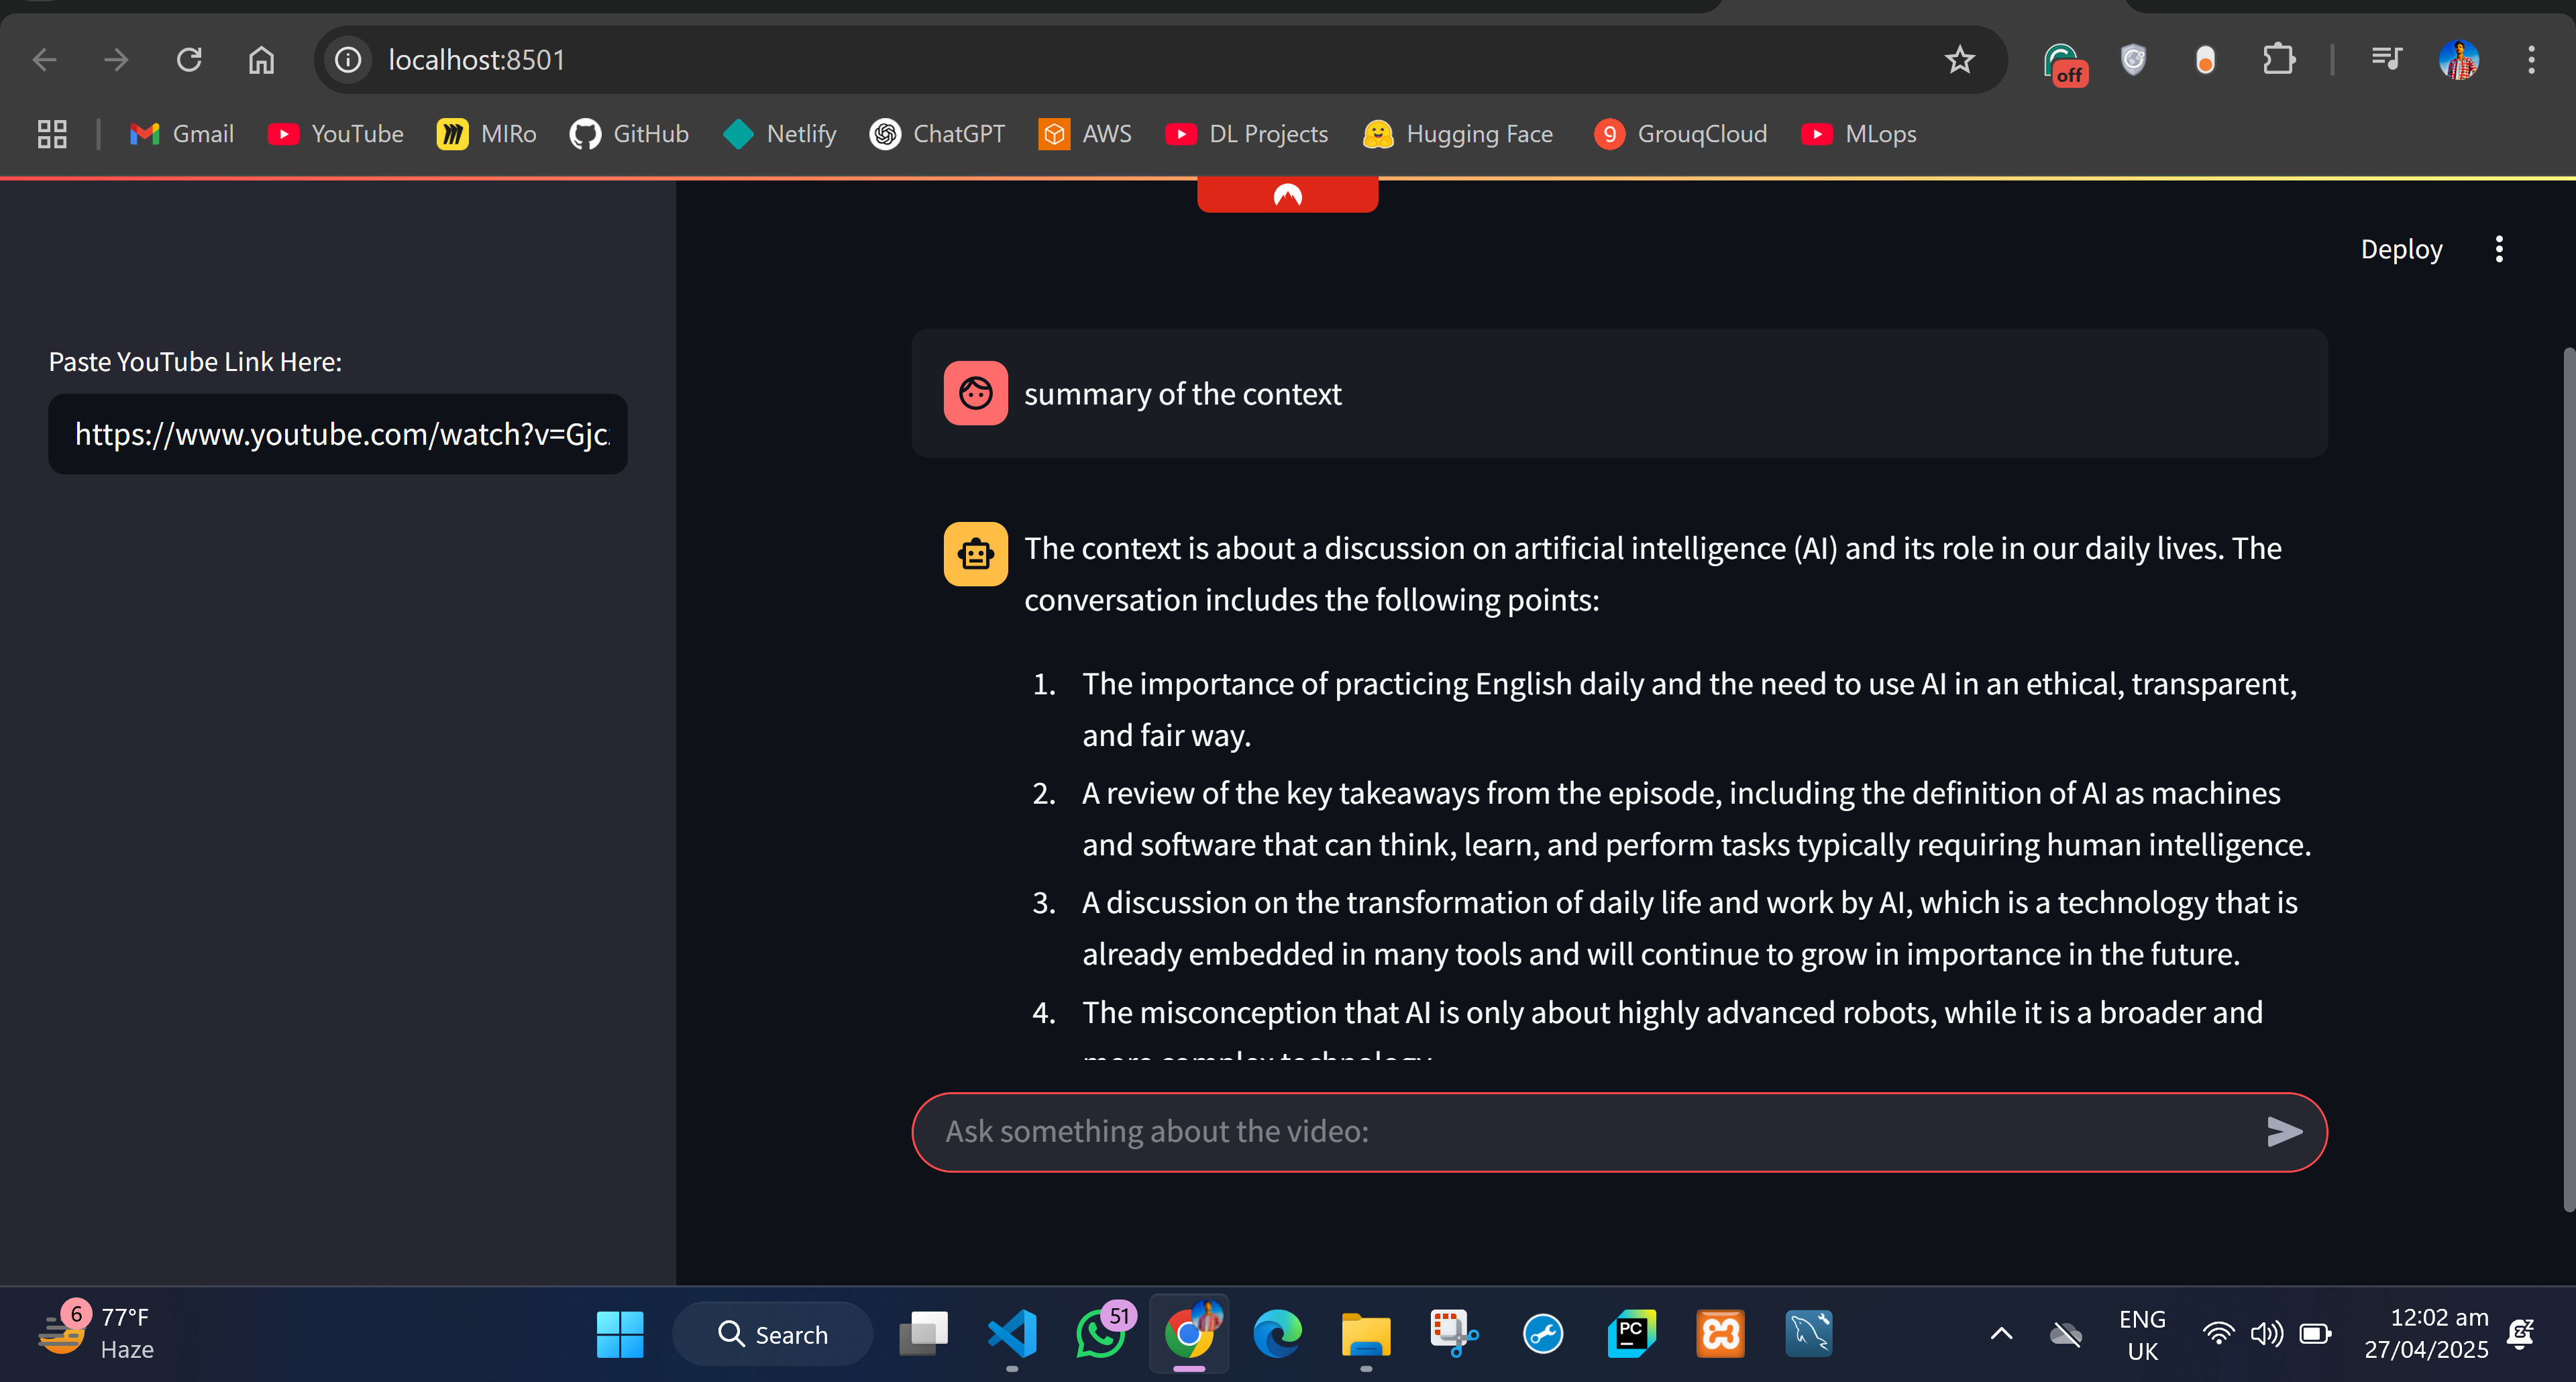 localhost:8501
off
Gmail
YouTube
MIRo
GitHub
Netlify
ChatGPT
AWS
DL Projects
Hugging Face
9
GrouqCloud
MLops
Deploy
Paste YouTube Link Here:
https://www.youtube.com/watch?v=Gjc
summary of the context
The context is about a discussion on artificial intelligence (AI) and its role in our daily lives. The
conversation includes the following points:
1. The importance of practicing English daily and the need to use AI in an ethical, transparent,
and fair way.
2. A review of the key takeaways from the episode, including the definition of AI as machines
and software that can think, learn, and perform tasks typically requiring human intelligence.
3. A discussion on the transformation of daily life and work by AI, which is a technology that is
already embedded in many tools and will continue to grow in importance in the future.
4. The misconception that AI is only about highly advanced robots, while it is a broader and
more complex technology.
Ask something about the video:
6
77°F
Haze
Search
51
PC
ENG
UK
12:02 am
27/04/2025